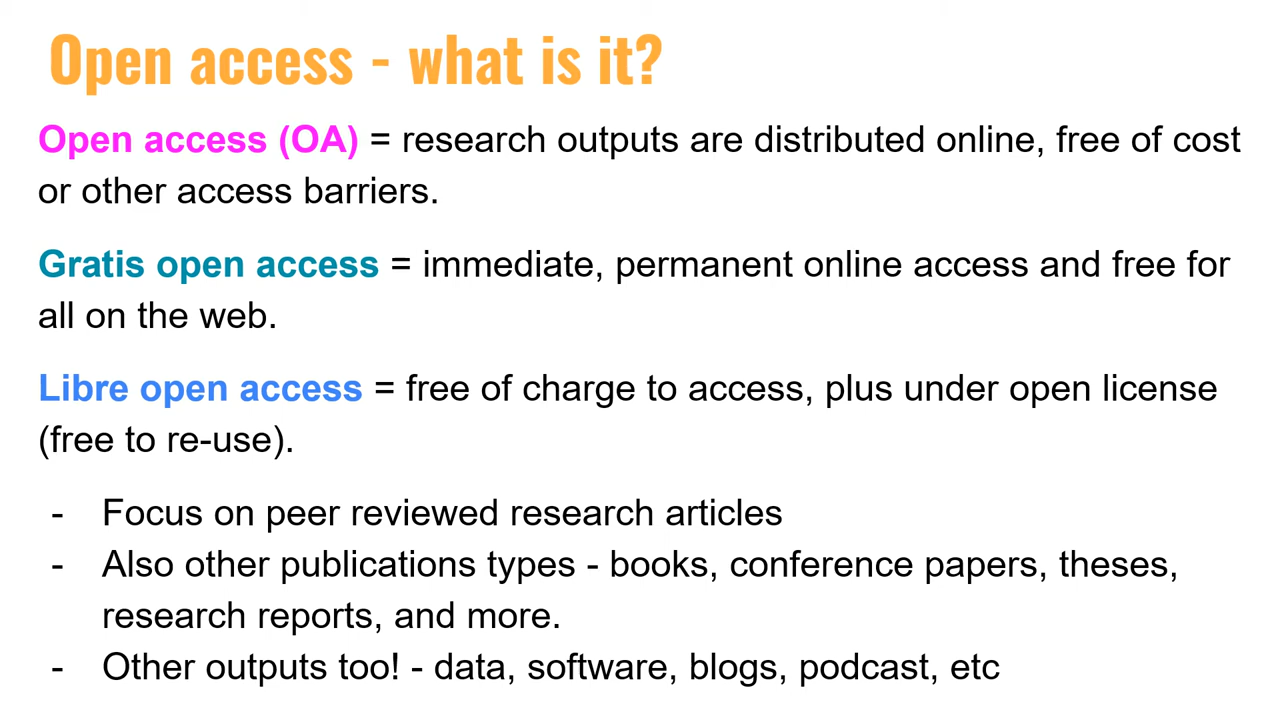 Open access - what is it?
Open access (OA) = research outputs are distributed online, free of cost
or other access barriers.
Gratis open access = immediate, permanent online access and free for
all on the web.
Libre open access = free of charge to access, plus under open license
(free to re-use).
- Focus on peer reviewed research articles
- Also other publications types - books, conference papers, theses,
research reports, and more.
- Other outputs too! - data, software, blogs, podcast, etc